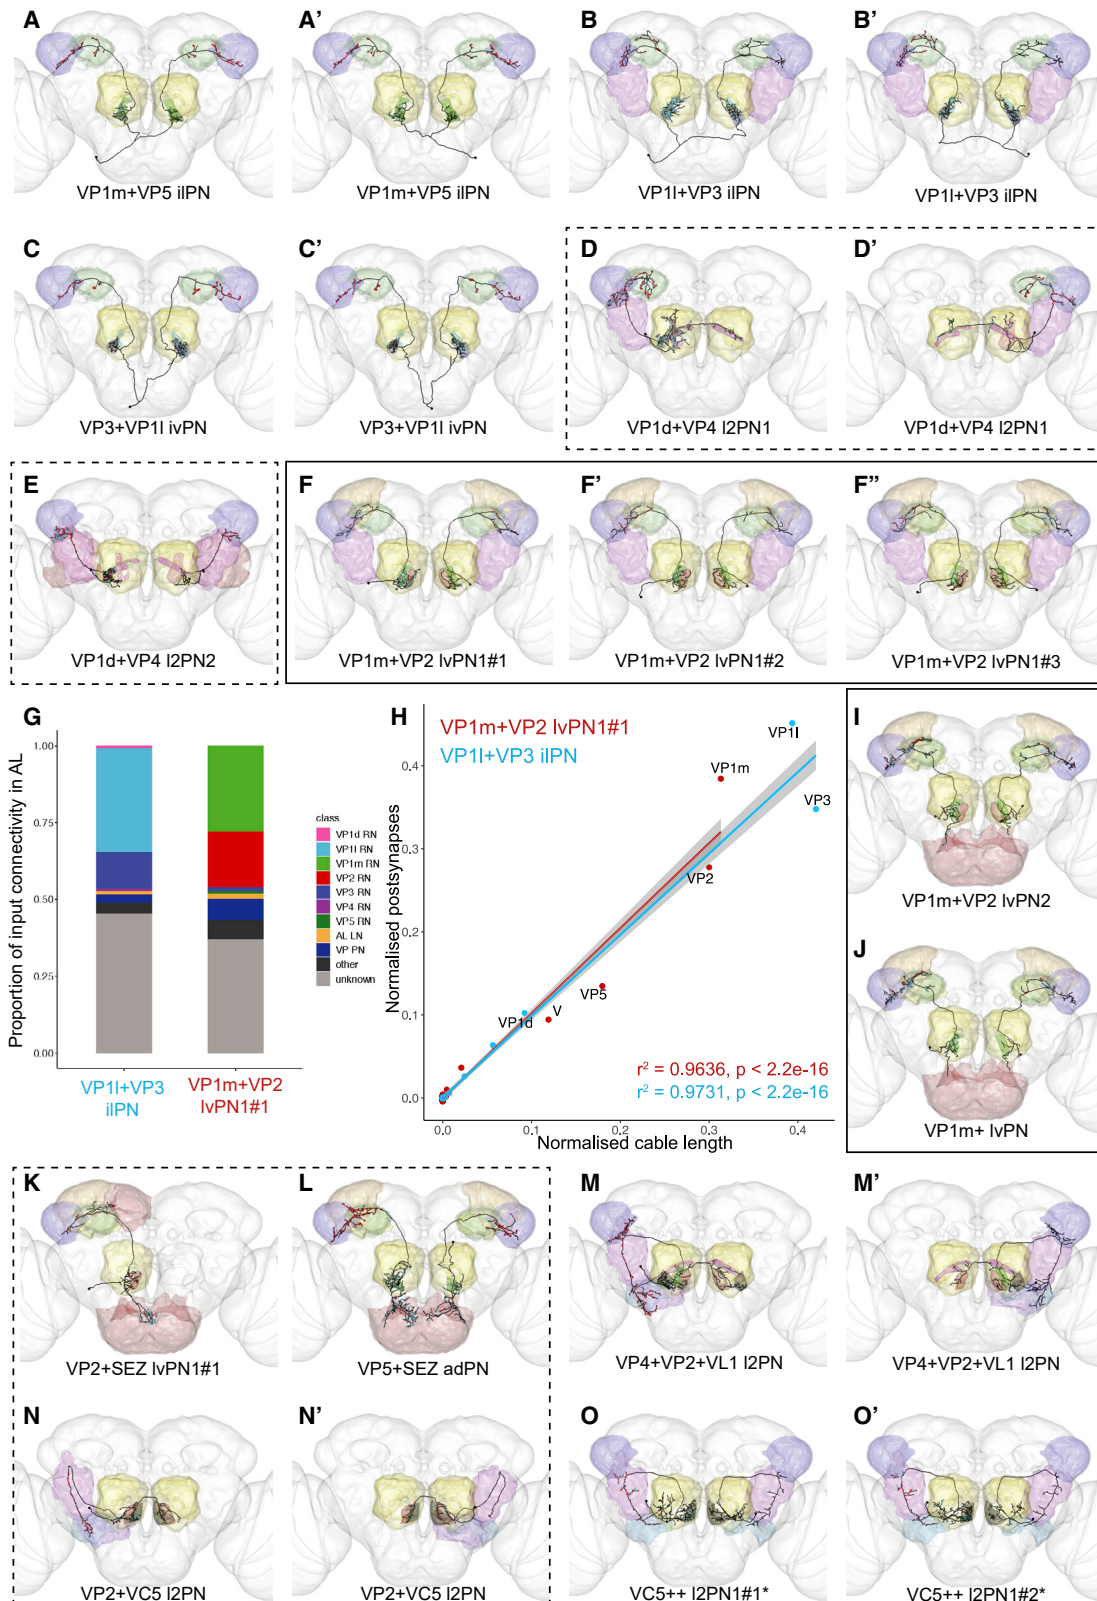 A
A’
B
B’
VP1m+VP5 ilPN
VP1m+VP5 ilPN
VP1l+VP3 ilPN
VP1l+VP3 ilPN
C
C’
D
D’
VP3+VP1l ivPN
VP3+VP1l ivPN
VP1d+VP4 l2PN1
VP1d+VP4 l2PN1
E
F
F’
F”
VP1d+VP4 l2PN2
VP1m+VP2 lvPN1#1
VP1m+VP2 lvPN1#2
VP1m+VP2 lvPN1#3
G
Proportion of input connectivity in AL
1.00
0.75
0.50
0.25
0.00
VP1l+VP3
ilPN
VP1m+VP2
lvPN1#1
class
VP1d RN
VP1l RN
VP1m RN
VP2 RN
VP3 RN
VP4 RN
VP5 RN
AL LN
VP PN
other
unknown
H
VP1m+VP2 lvPN1#1
VP1l+VP3 ilPN
Normalised postsynapses
0.4
0.3
0.2
0.1
0.0
VP1l
VP1m
VP3
VP2
VP5
VP1d
V
r² = 0.9636, p < 2.2e-16
r² = 0.9731, p < 2.2e-16
0.0
0.1
0.2
0.3
0.4
Normalised cable length
I
VP1m+VP2 lvPN2
J
VP1m+ lvPN
K
L
M
M’
VP2+SEZ lvPN1#1
VP5+SEZ adPN
VP4+VP2+VL1 l2PN
VP4+VP2+VL1 l2PN
N
N’
O
O’
VP2+VC5 l2PN
VP2+VC5 l2PN
VC5++ l2PN1#1*
VC5++ l2PN1#2*